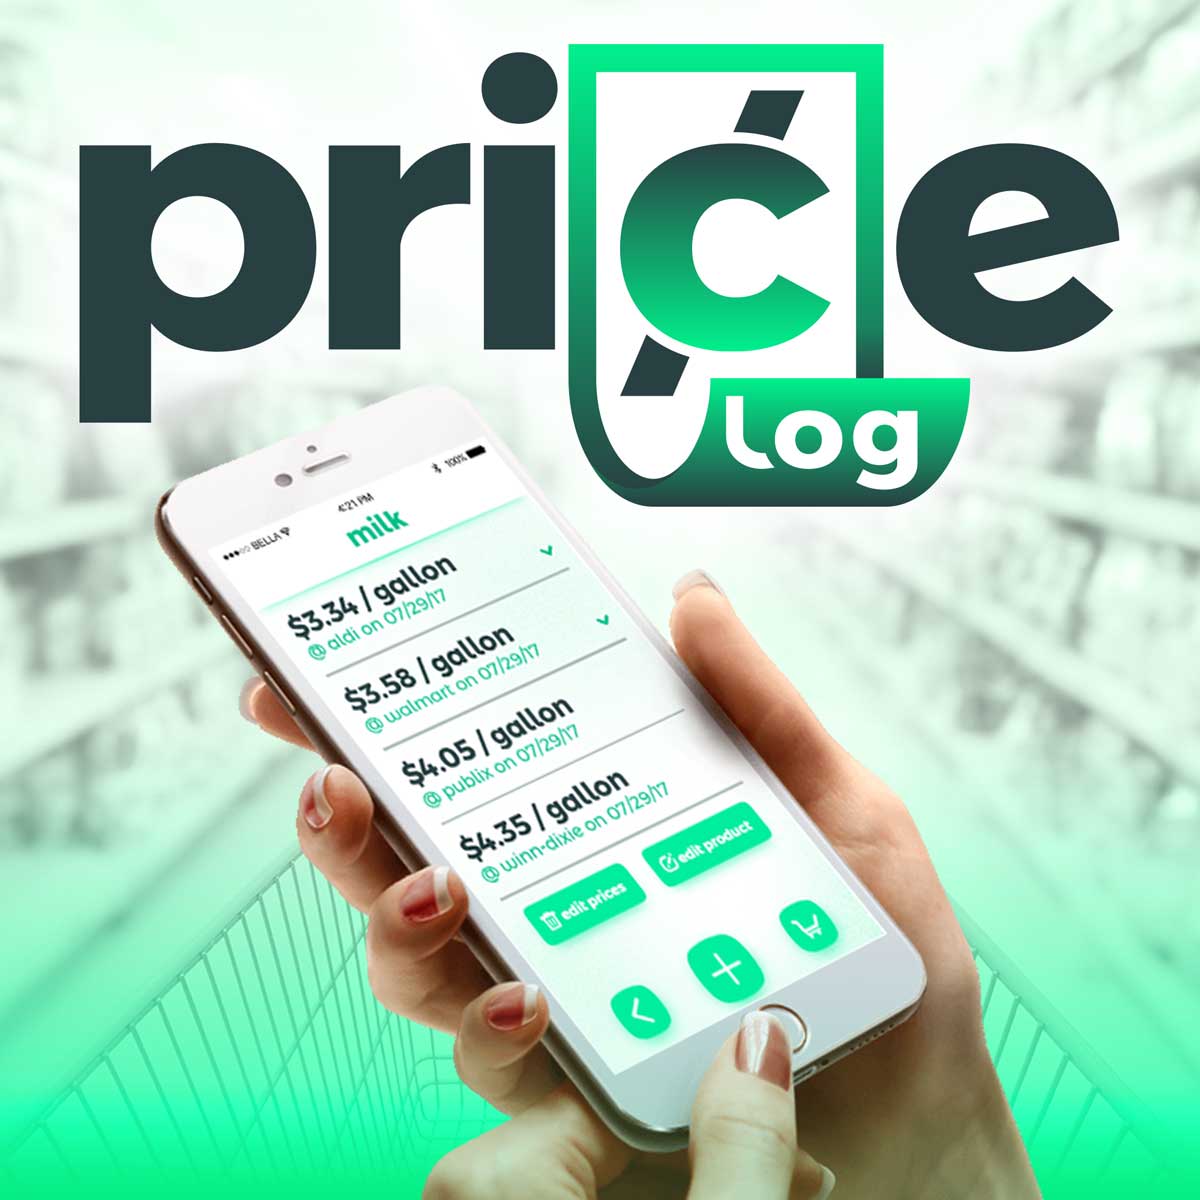 price
log
BELLA 4:21 PM 100%
milk
$3.34 / gallon
@ aldi on 07/29/17
$3.58 / gallon
@ walmart on 07/29/17
$4.05 / gallon
@ publix on 07/29/17
$4.35 / gallon
@ winn-dixie on 07/29/17
edit prices edit product